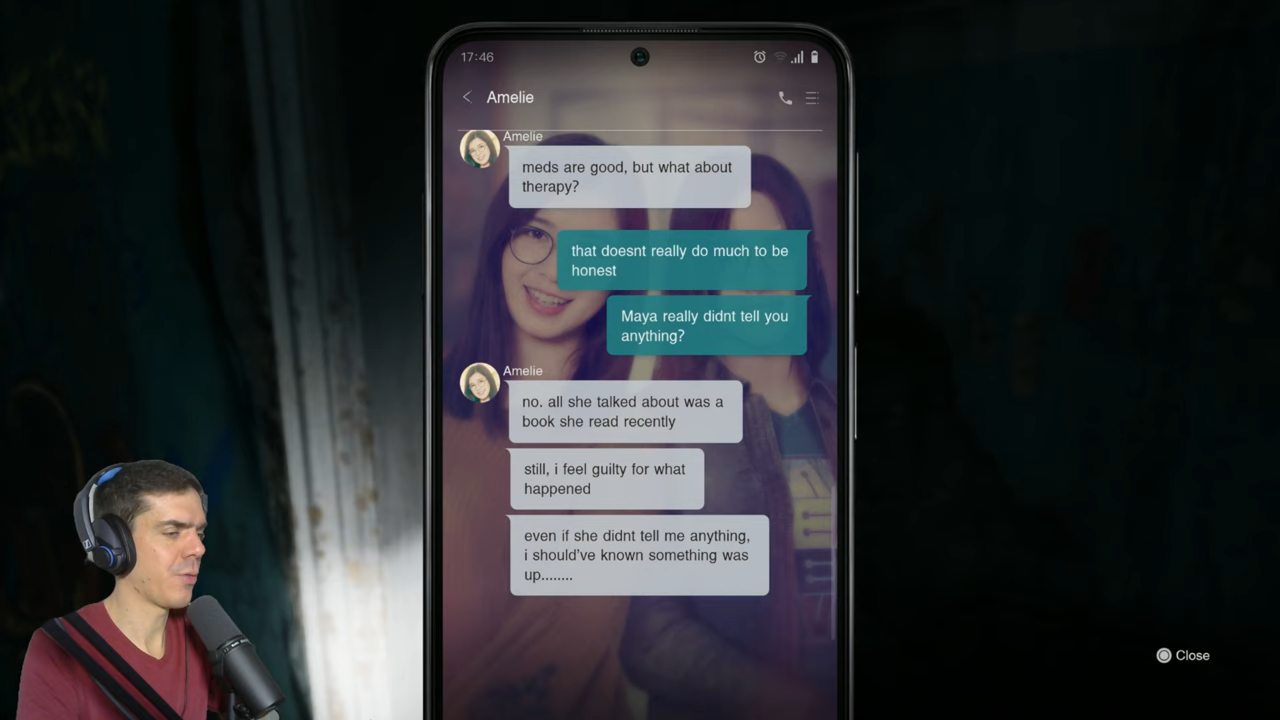 17:46
Amelie
Amelie
meds are good, but what about
therapy?
that doesnt really do much to be
honest
Maya really didnt tell you
anything?
Amelie
no. all she talked about was a
book she read recently
still, i feel guilty for what
happened
even if she didnt tell me anything,
i should've known something was
up........
Close